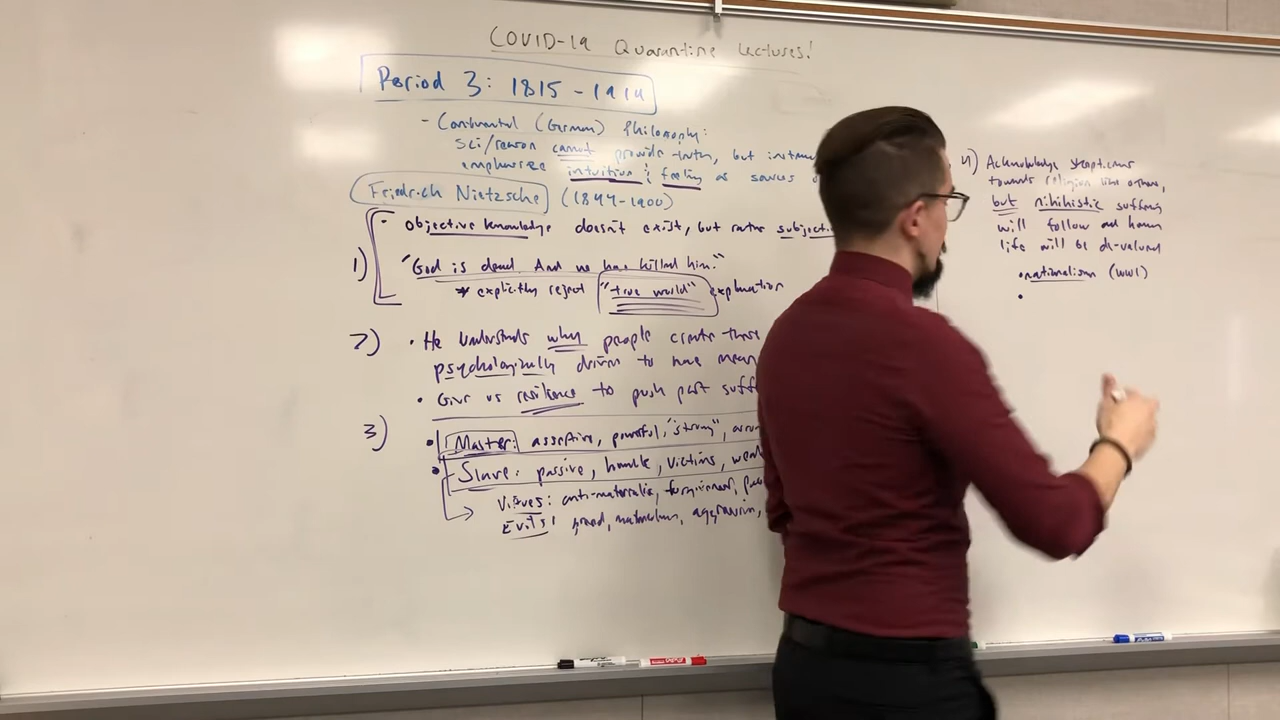 COVID-19 Quarantine Lectures!
Period 3: 1815 - 1914
- Continental (German) Philosophy:
sci/reason cannot provide truth, but instead
emphasize intuition & feeling as sources
Friedrich Nietzsche (1844-1900)
· objective knowledge doesn't exist, but rather subjecti
1) "God is dead. And we have killed him."
* explicitly reject "true world" explanation
2) · He understands why people create these
psychologically driven to have mean
· Give us resilience to push past suff
3) · Master: assertive, powerful, "strong",
· Slave: passive, humble, victims, weak
Virtues: anti-materialism, forgiveness,
Evils: greed, materialism, aggression,
4) Acknowledge skepticism
towards religion like others,
but nihilistic suffering
will follow and human
life will be de-valued
· nationalism (WWI)
·